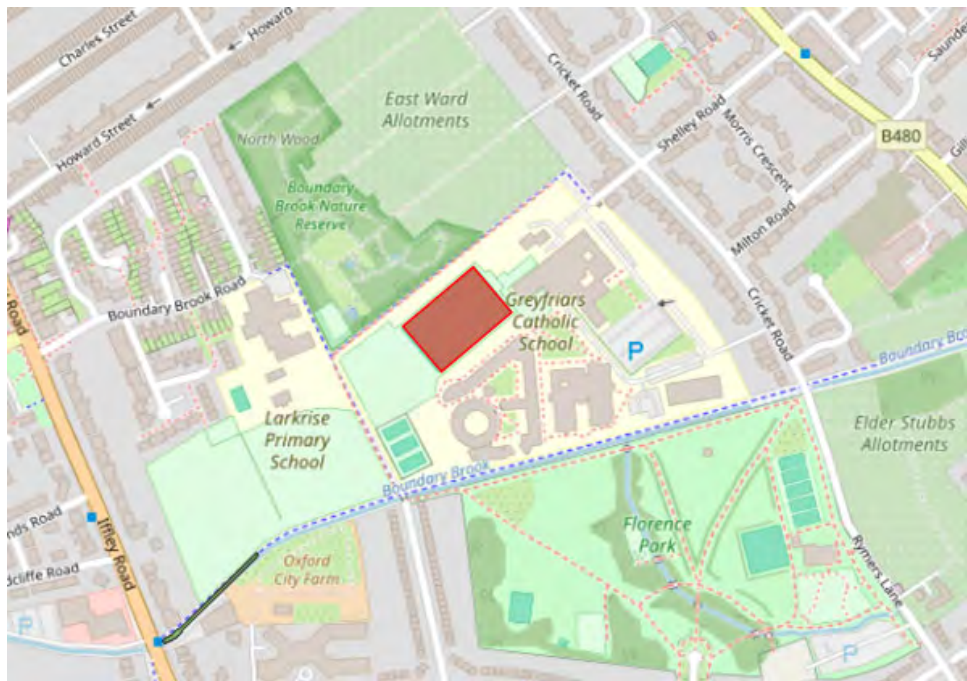 Charles Street
Howard
Howard Street
North Wood
East Ward
Allotments
Boundary
Brook Nature
Reserve
Cricket Road
Shelley Road
Morris Crescent
B480
Milton Road
Boundary Brook Road
Road
Greyfriars
Catholic
School
P
Cricket Road
Larkrise
Primary
School
Boundary Brook
Elder Stubbs
Allotments
Iffley Road
Oxford
City Farm
Florence
Park
Rymers Lane
P
P